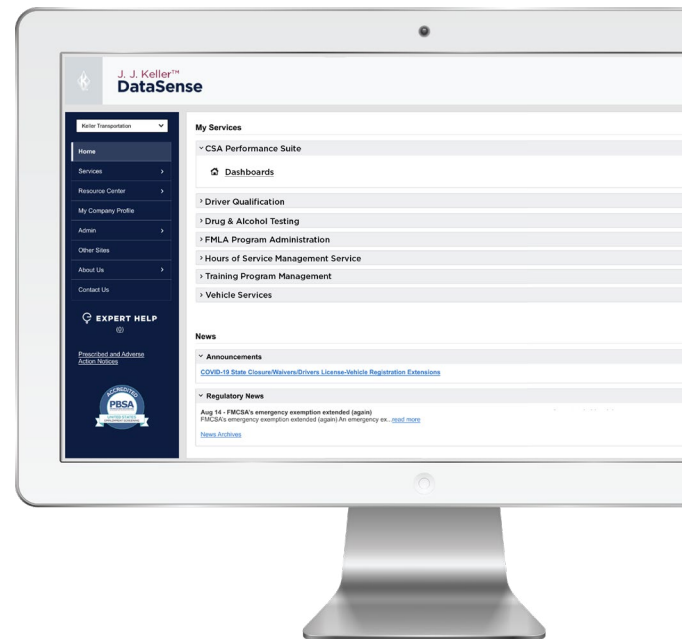 J. J. Keller™
DataSense
Keller Transportation
Home
Services
Resource Center
My Company Profile
Admin
Other Sites
About Us
Contact Us
EXPERT HELP
(0)
Prescribed and Adverse
Action Notices
ACCREDITED
PBSA
UNITED STATES
My Services
CSA Performance Suite
Dashboards
Driver Qualification
Drug & Alcohol Testing
FMLA Program Administration
Hours of Service Management Service
Training Program Management
Vehicle Services
News
Announcements
COVID-19 State Closure/Waivers/Drivers License-Vehicle Registration Extensions
Regulatory News
Aug 14 - FMCSA's emergency exemption extended (again)
FMCSA's emergency exemption extended (again) An emergency ex...read more
News Archives